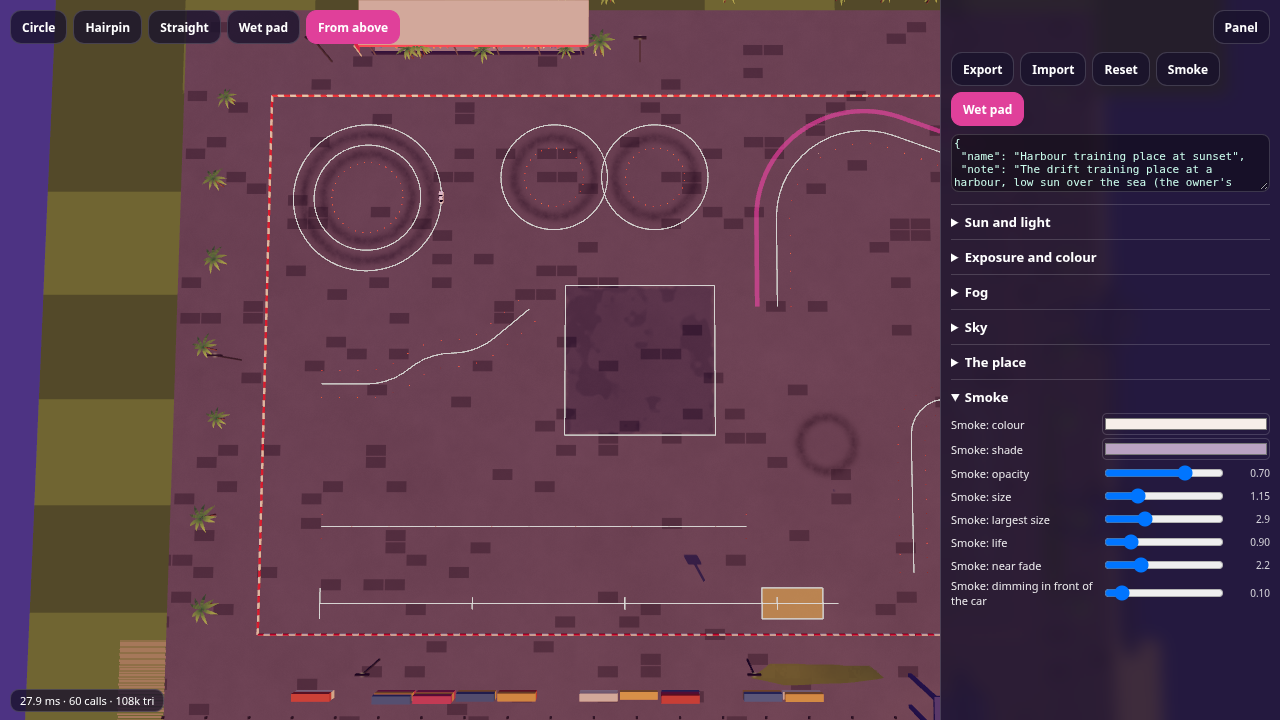 Circle
Hairpin
Straight
Wet pad
From above
Panel
Export
Import
Reset
Smoke
Wet pad
{
"name": "Harbour training place at sunset",
"note": "The drift training place at a
harbour, low sun over the sea (the owner's
Sun and light
Exposure and colour
Fog
Sky
The place
Smoke
Smoke: colour
Smoke: shade
Smoke: opacity 0.70
Smoke: size 1.15
Smoke: largest size 2.9
Smoke: life 0.90
Smoke: near fade 2.2
Smoke: dimming in front of
the car 0.10
27.9 ms · 60 calls · 108k tri